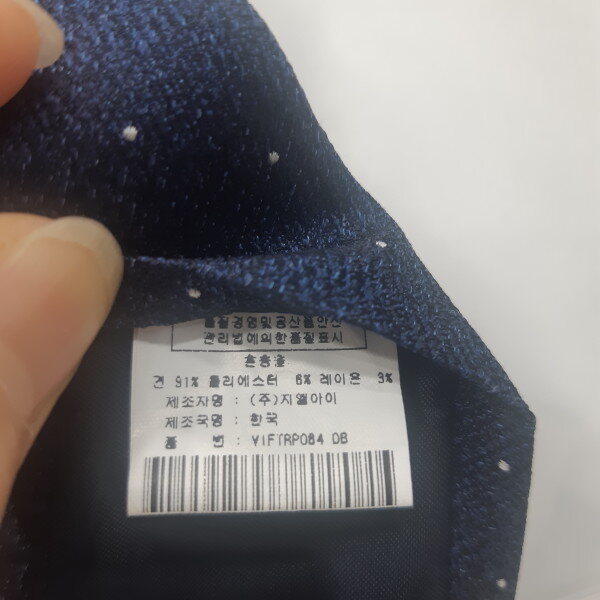 품질경영및공산품안전
관리법에의한품질표시
혼용율
견 91% 폴리에스터 6% 레이온 3%
제조자명 : (주)지엘아이
제조국명 : 한국
품 번 : VIFTRP084 DB